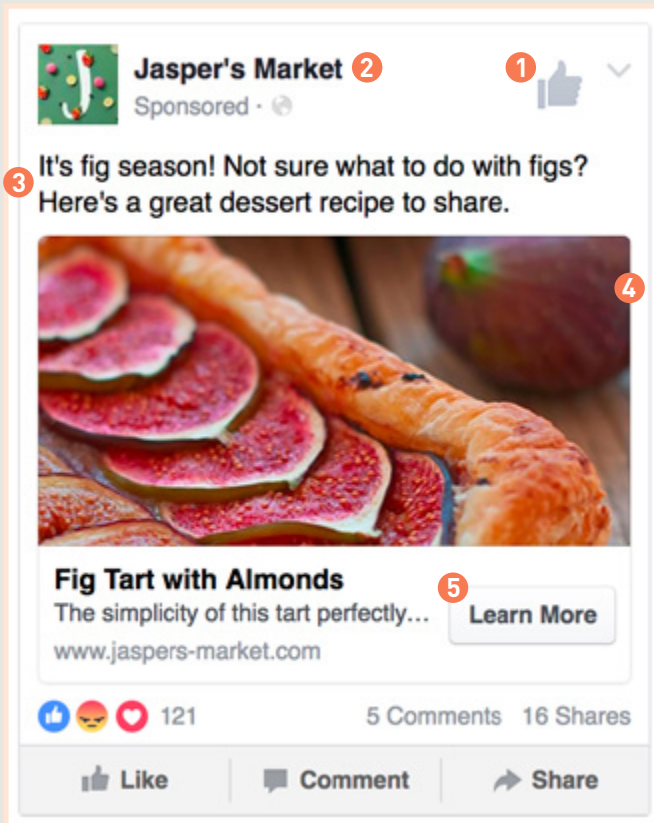 J
Jasper's Market 2
1
Sponsored ·
3
It's fig season! Not sure what to do with figs?
Here's a great dessert recipe to share.
4
Fig Tart with Almonds
5
The simplicity of this tart perfectly...
Learn More
www.jaspers-market.com
121
5 Comments 16 Shares
Like Comment Share